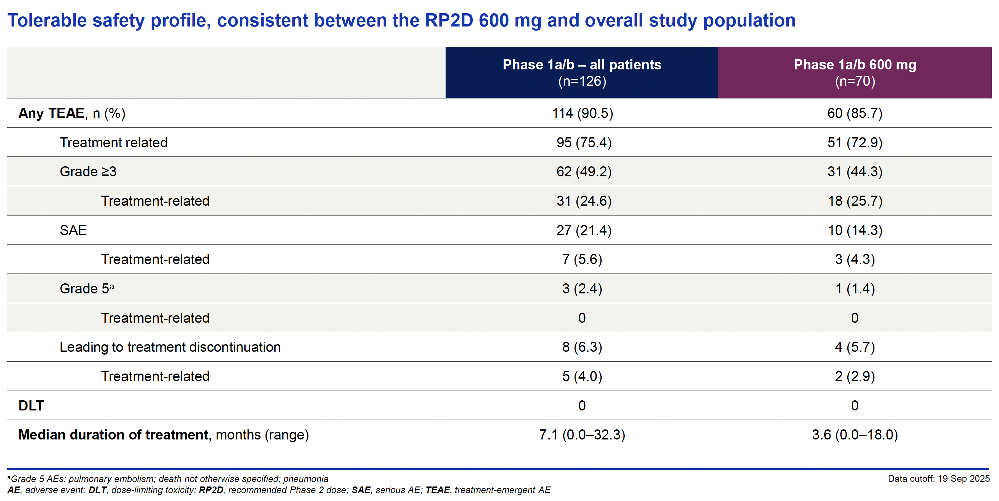 Tolerable safety profile, consistent between the RP2D 600 mg and overall study population
Phase 1a/b – all patients
(n=126)
Phase 1a/b 600 mg
(n=70)
Any TEAE, n (%) 114 (90.5) 60 (85.7)
Treatment related 95 (75.4) 51 (72.9)
Grade ≥3 62 (49.2) 31 (44.3)
Treatment-related 31 (24.6) 18 (25.7)
SAE 27 (21.4) 10 (14.3)
Treatment-related 7 (5.6) 3 (4.3)
Grade 5ᵃ 3 (2.4) 1 (1.4)
Treatment-related 0 0
Leading to treatment discontinuation 8 (6.3) 4 (5.7)
Treatment-related 5 (4.0) 2 (2.9)
DLT 0 0
Median duration of treatment, months (range) 7.1 (0.0–32.3) 3.6 (0.0–18.0)
ᵃGrade 5 AEs: pulmonary embolism; death not otherwise specified; pneumonia
Data cutoff: 19 Sep 2025
AE, adverse event; DLT, dose-limiting toxicity; RP2D, recommended Phase 2 dose; SAE, serious AE; TEAE, treatment-emergent AE